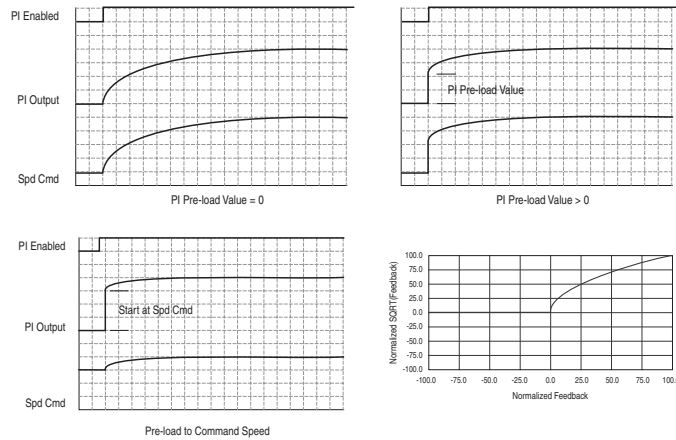 PI Enabled
PI Output
Spd Cmd
PI Pre-load Value = 0
PI Pre-load Value
PI Pre-load Value > 0
PI Enabled
Start at Spd Cmd
PI Output
Spd Cmd
Pre-load to Command Speed
Normalized SQRT(Feedback)
100.0
75.0
50.0
25.0
0.0
-25.0
-50.0
-75.0
-100.0
-100.0 -75.0 -50.0 -25.0 0.0 25.0 50.0 75.0 100.0
Normalized Feedback